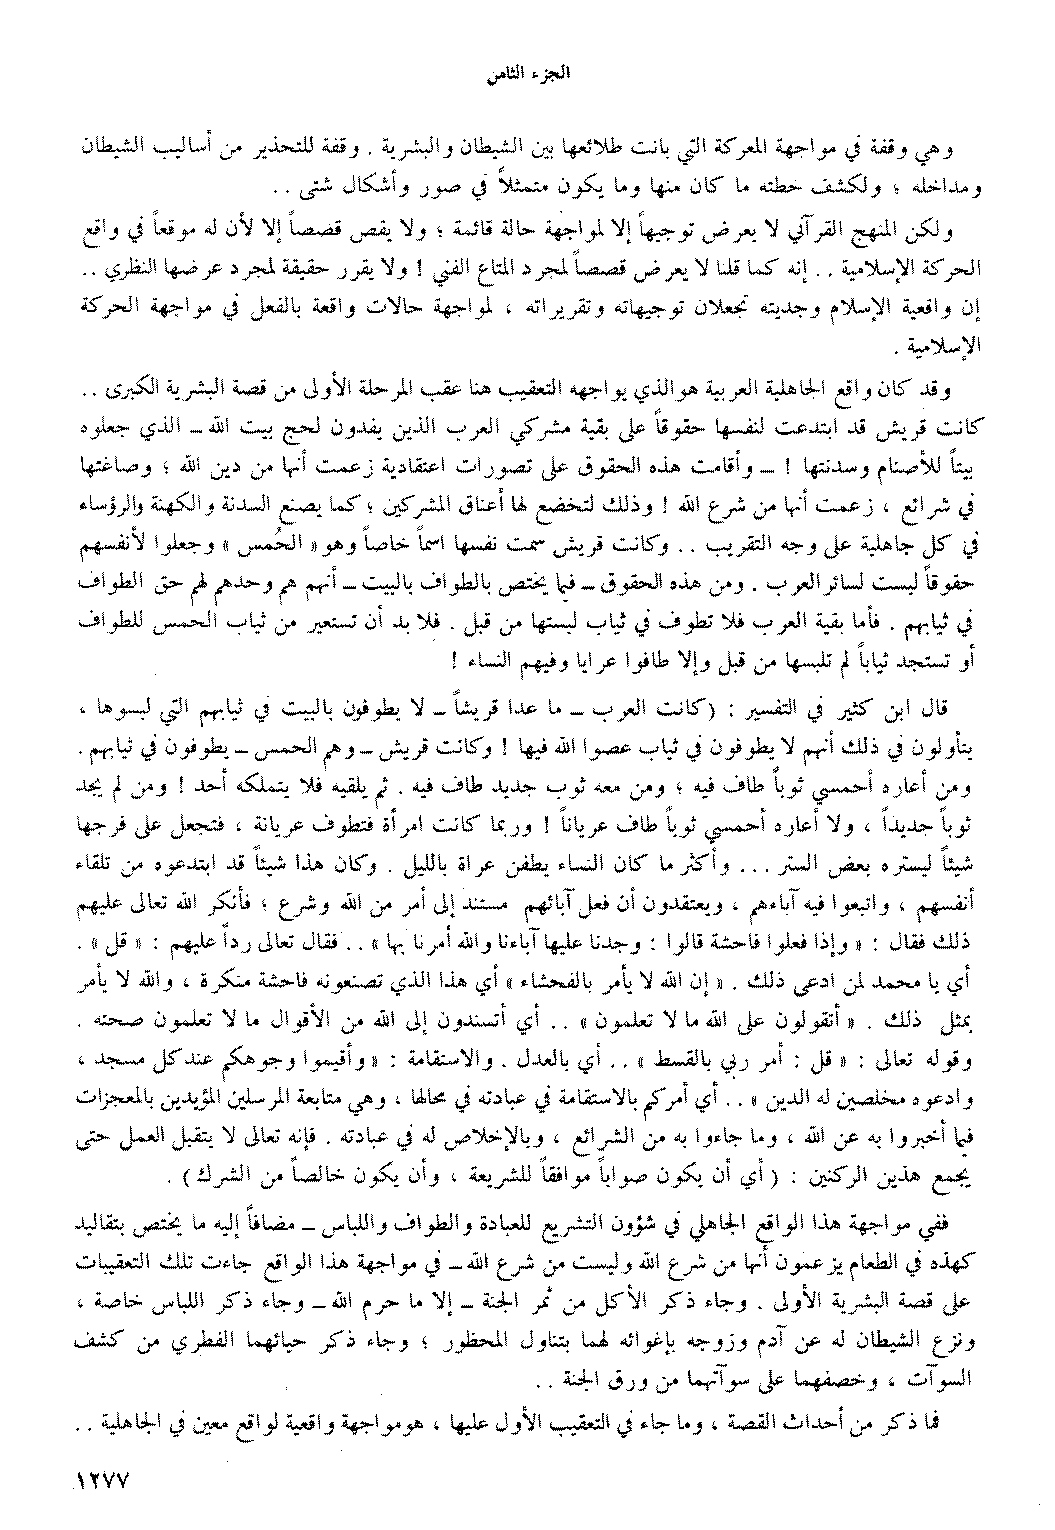 الجزء الثامن
وهي وقفة في مواجهة المعركة التي بانت طلائعها بين الشيطان والبشرية . وقفة للتحذير من أساليب الشيطان
ومداخله ؛ ولكشف خطته ما كان منها وما يكون متمثلاً في صور وأشكال شتى ..
ولكن المنهج القرآني لا يعرض توجيهاً إلا لمواجهة حالة قائمة ؛ ولا يقص قصصاً إلا لأن له موقعاً في واقع
الحركة الإسلامية .. إنه كما قلنا لا يعرض قصصاً لمجرد المتاع الفني ! ولا يقرر حقيقة لمجرد عرضها النظري ..
إن واقعية الإسلام وجديته تجعلان توجيهاته وتقريراته ، لمواجهة حالات واقعة بالفعل في مواجهة الحركة
الإسلامية .
وقد كان واقع الجاهلية العربية هو الذي يواجهه التعقيب هنا عقب المرحلة الأولى من قصة البشرية الكبرى ..
كانت قريش قد ابتدعت لنفسها حقوقاً على بقية مشركي العرب الذين يفدون لحج بيت الله – الذي جعلوه
بيتاً للأصنام وسدنتها ! – وأقامت هذه الحقوق على تصورات اعتقادية زعمت أنها من دين الله ؛ وصاغتها
في شرائع ، زعمت أنها من شرع الله ! وذلك لتخضع لها أعناق المشركين ؛ كما يصنع السدنة والكهنة والرؤساء
في كل جاهلية على وجه التقريب .. وكانت قريش سمت نفسها اسماً خاصاً وهو « الحُمس » وجعلوا لأنفسهم
حقوقاً ليست لسائر العرب . ومن هذه الحقوق – فيما يختص بالطواف بالبيت – أنهم هم وحدهم لهم حق الطواف
في ثيابهم . فأما بقية العرب فلا تطوف في ثياب لبستها من قبل . فلا بد أن تستعير من ثياب الحمس للطواف
أو تستجد ثياباً لم تلبسها من قبل وإلا طافوا عرايا وفيهم النساء !
قال ابن كثير في التفسير : (كانت العرب – ما عدا قريشاً – لا يطوفون بالبيت في ثيابهم التي لبسوها ،
يتأولون في ذلك أنهم لا يطوفون في ثياب عصوا الله فيها ! وكانت قريش – وهم الحمس – يطوفون في ثيابهم .
ومن أعاره أحمسي ثوباً طاف فيه ؛ ومن معه ثوب جديد طاف فيه . ثم يلقيه فلا يتملكه أحد ! ومن لم يجد
ثوباً جديداً ، ولا أعاره أحمسي ثوباً طاف عرياناً ! وربما كانت امرأة فتطوف عريانة ، فتجعل على فرجها
شيئاً ليستره بعض الستر ... وأكثر ما كان النساء يطفن عراة بالليل . وكان هذا شيئاً قد ابتدعوه من تلقاء
أنفسهم ، واتبعوا فيه آباءهم ، ويعتقدون أن فعل آبائهم مستند إلى أمر من الله وشرع ؛ فأنكر الله تعالى عليهم
ذلك فقال : « وإذا فعلوا فاحشة قالوا : وجدنا عليها آباءنا والله أمرنا بها » .. فقال تعالى رداً عليهم : « قل » .
أي يا محمد لمن ادعى ذلك . « إن الله لا يأمر بالفحشاء » أي هذا الذي تصنعونه فاحشة منكرة ، والله لا يأمر
بمثل ذلك . « أتقولون على الله ما لا تعلمون » .. أي أتسندون إلى الله من الأقوال ما لا تعلمون صحته .
وقوله تعالى : « قل : أمر ربي بالقسط » .. أي بالعدل . والاستقامة : « وأقيموا وجوهكم عند كل مسجد ،
وادعوه مخلصين له الدين » .. أي أمركم بالاستقامة في عبادته في محالها ، وهي متابعة المرسلين المؤيدين بالمعجزات
فيما أخبروا به عن الله ، وما جاءوا به من الشرائع ، وبالإخلاص له في عبادته . فإنه تعالى لا يتقبل العمل حتى
يجمع هذين الركنين : ( أي أن يكون صواباً موافقاً للشريعة ، وأن يكون خالصاً من الشرك ) .
ففي مواجهة هذا الواقع الجاهلي في شؤون التشريع للعبادة والطواف واللباس – مضافاً إليه ما يختص بتقاليد
كهذه في الطعام يزعمون أنها من شرع الله وليست من شرع الله – في مواجهة هذا الواقع جاءت تلك التعقيبات
على قصة البشرية الأولى . وجاء ذكر الأكل من ثمر الجنة – إلا ما حرم الله – وجاء ذكر اللباس خاصة ،
ونزع الشيطان له عن آدم وزوجه بإغوائه لهما بتناول المحظور ؛ وجاء ذكر حيائهما الفطري من كشف
السوآت ، وخصفهما على سوآتهما من ورق الجنة ..
فما ذكر من أحداث القصة ، وما جاء في التعقيب الأول عليها ، هو مواجهة واقعية لواقع معين في الجاهلية ..
١٢٧٧